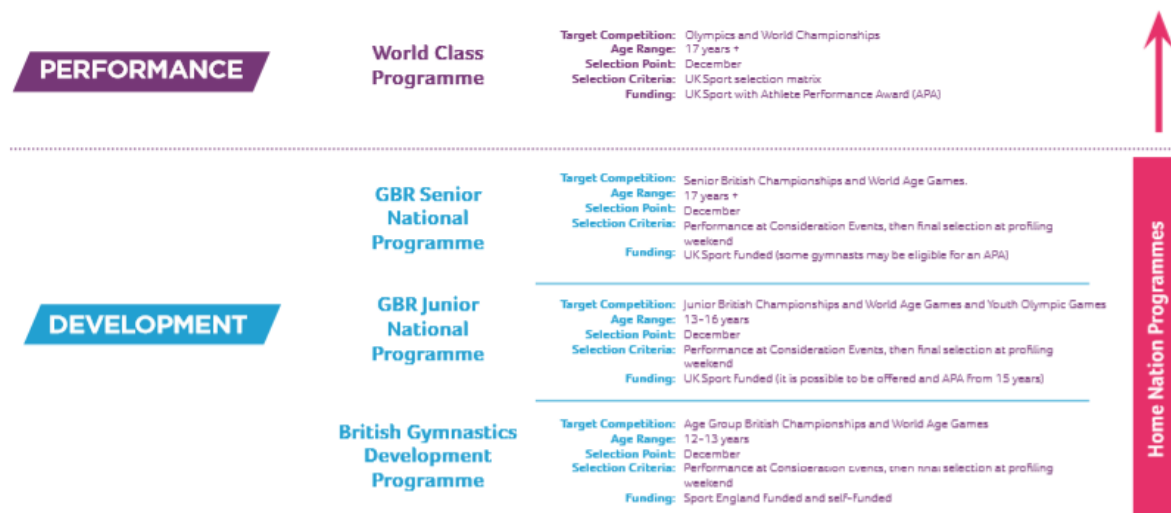 PERFORMANCE
World Class
Programme
Target Competition: Olympics and World Championships
Age Range: 17 years +
Selection Point: December
Selection Criteria: UK Sport selection matrix
Funding: UK Sport with Athlete Performance Award (APA)
DEVELOPMENT
GBR Senior
National
Programme
Target Competition: Senior British Championships and World Age Games.
Age Range: 17 years +
Selection Point: December
Selection Criteria: Performance at Consideration Events, then final selection at profiling
weekend
Funding: UK Sport funded (some gymnasts may be eligible for an APA)
GBR Junior
National
Programme
Target Competition: Junior British Championships and World Age Games and Youth Olympic Games
Age Range: 13-16 years
Selection Point: December
Selection Criteria: Performance at Consideration Events, then final selection at profiling
weekend
Funding: UK Sport funded (it is possible to be offered and APA from 15 years)
British Gymnastics
Development
Programme
Target Competition: Age Group British Championships and World Age Games
Age Range: 12-13 years
Selection Point: December
Selection Criteria: Performance at Consideration Events, then final selection at profiling
weekend
Funding: Sport England funded and self-funded
Home Nation Programmes